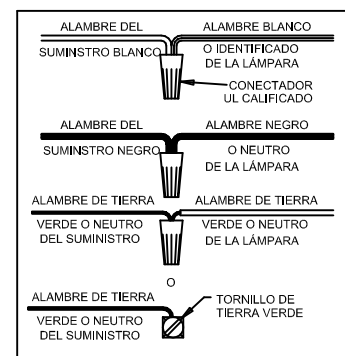 ALAMBRE DEL
SUMINSTRO BLANCO
ALAMBRE BLANCO
O IDENTIFICADO
DE LA LÁMPARA
CONECTADOR
UL CALIFICADO
ALAMBRE DEL
SUMINSTRO NEGRO
ALAMBRE NEGRO
O NEUTRO
DE LA LÁMPARA
ALAMBRE DE TIERRA
VERDE O NEUTRO
DEL SUMINISTRO
ALAMBRE DE TIERRA
VERDE O NEUTRO
DE LA LÁMPARA
O
ALAMBRE DE TIERRA
VERDE O NEUTRO
DEL SUMINISTRO
TORNILLO DE
TIERRA VERDE